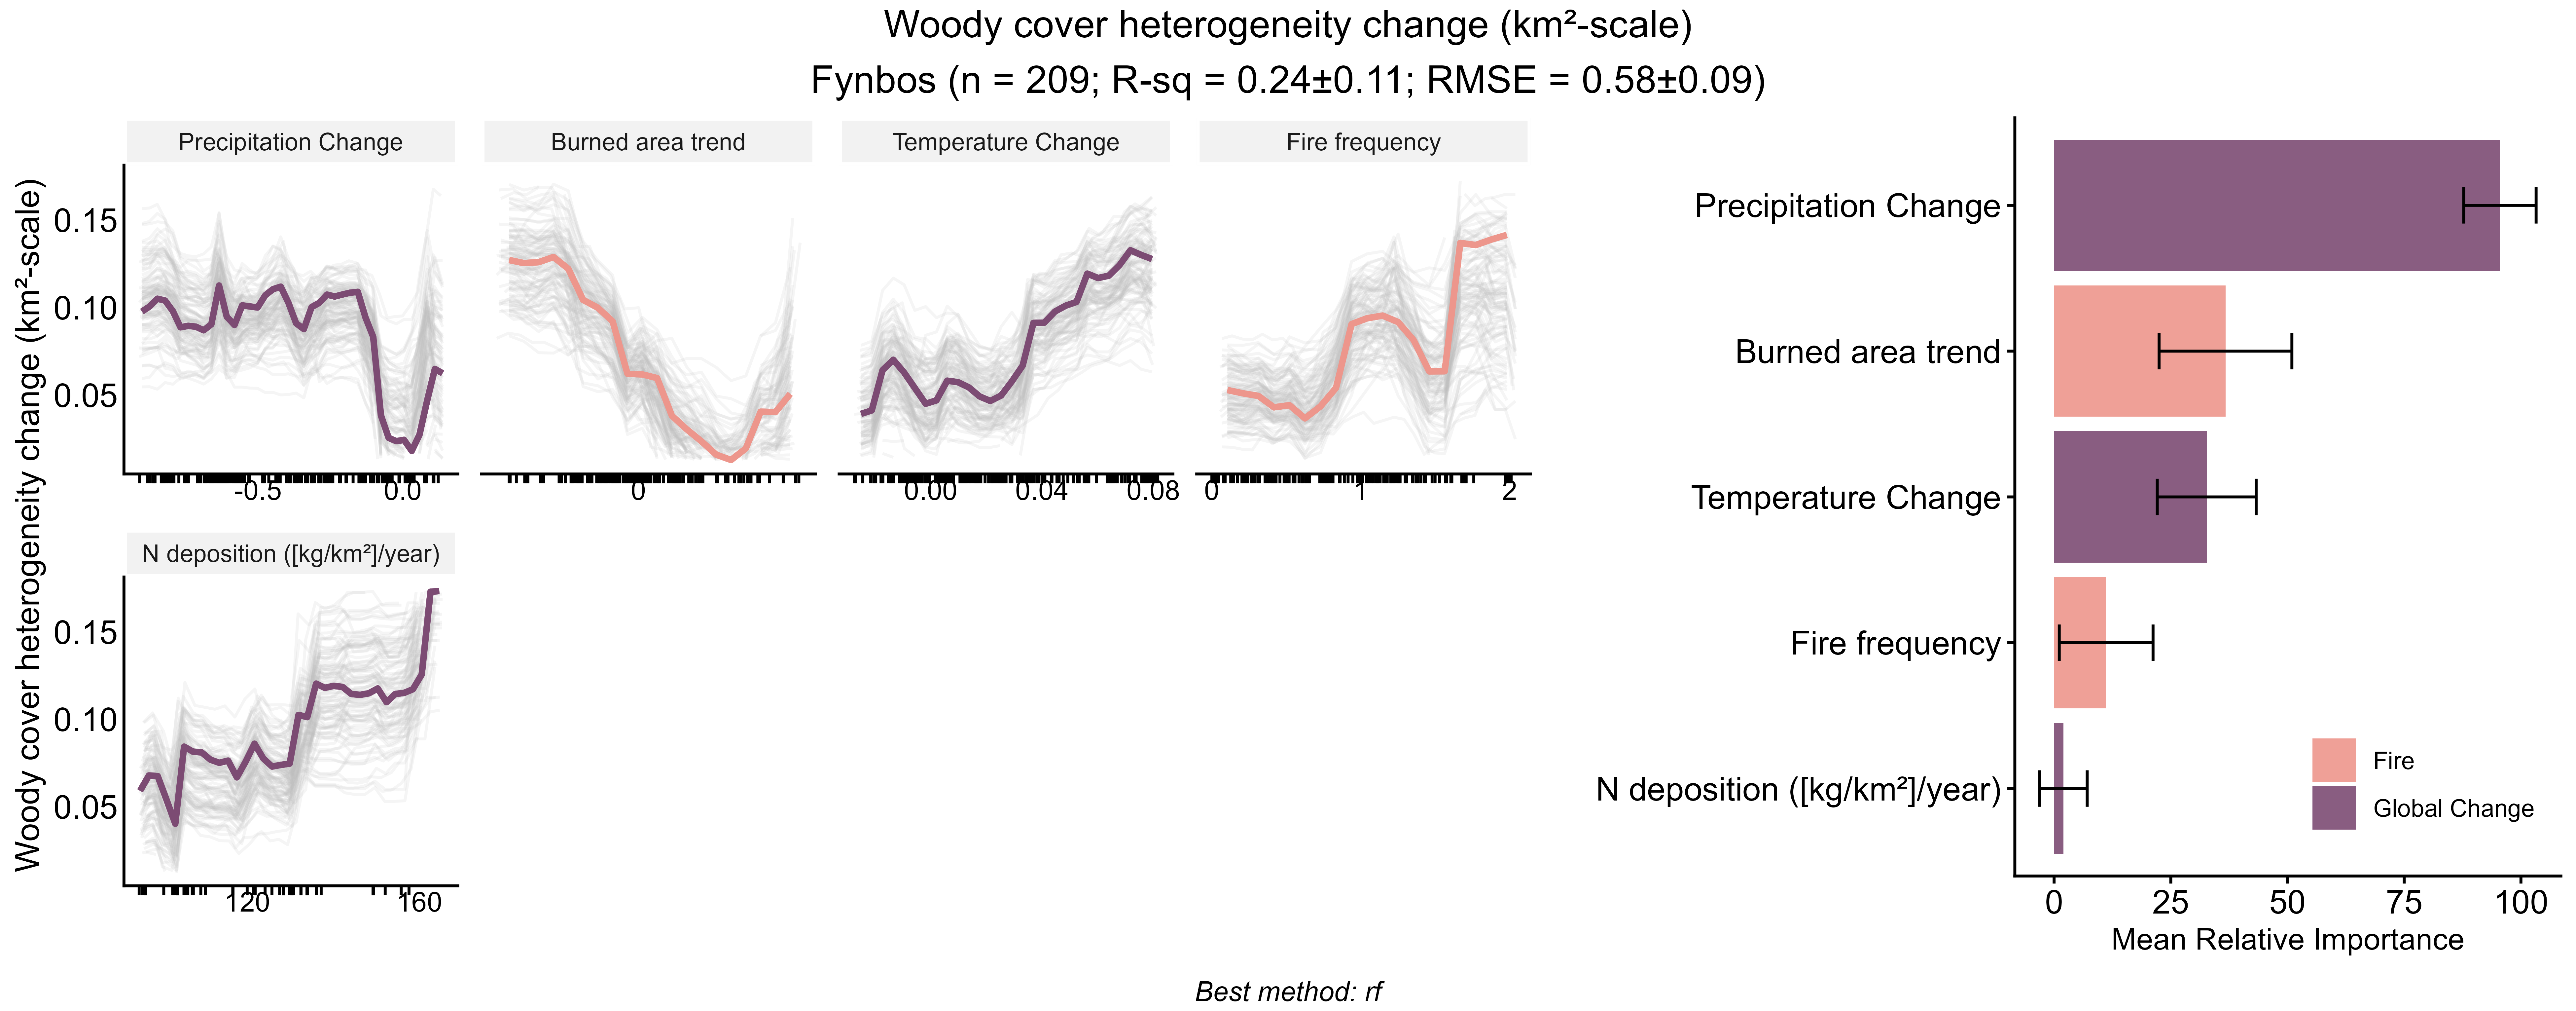 Woody cover heterogeneity change (km²-scale)
Fynbos (n = 209; R-sq = 0.24±0.11; RMSE = 0.58±0.09)
Woody cover heterogeneity change (km²-scale)
Precipitation Change
Burned area trend
Temperature Change
Fire frequency
0.15
0.10
0.05
-0.5 0.0
0
0.00 0.04 0.08
0 1 2
N deposition ([kg/km²]/year)
0.15
0.10
0.05
120 160
Precipitation Change
Burned area trend
Temperature Change
Fire frequency
N deposition ([kg/km²]/year)
Fire
Global Change
0 25 50 75 100
Mean Relative Importance
Best method: rf